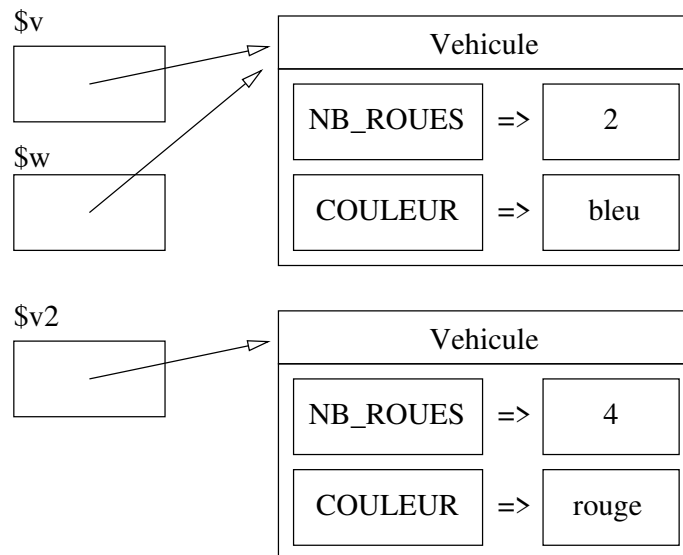 $v
Vehicule
NB_ROUES => 2
$w
COULEUR => bleu
$v2
Vehicule
NB_ROUES => 4
COULEUR => rouge